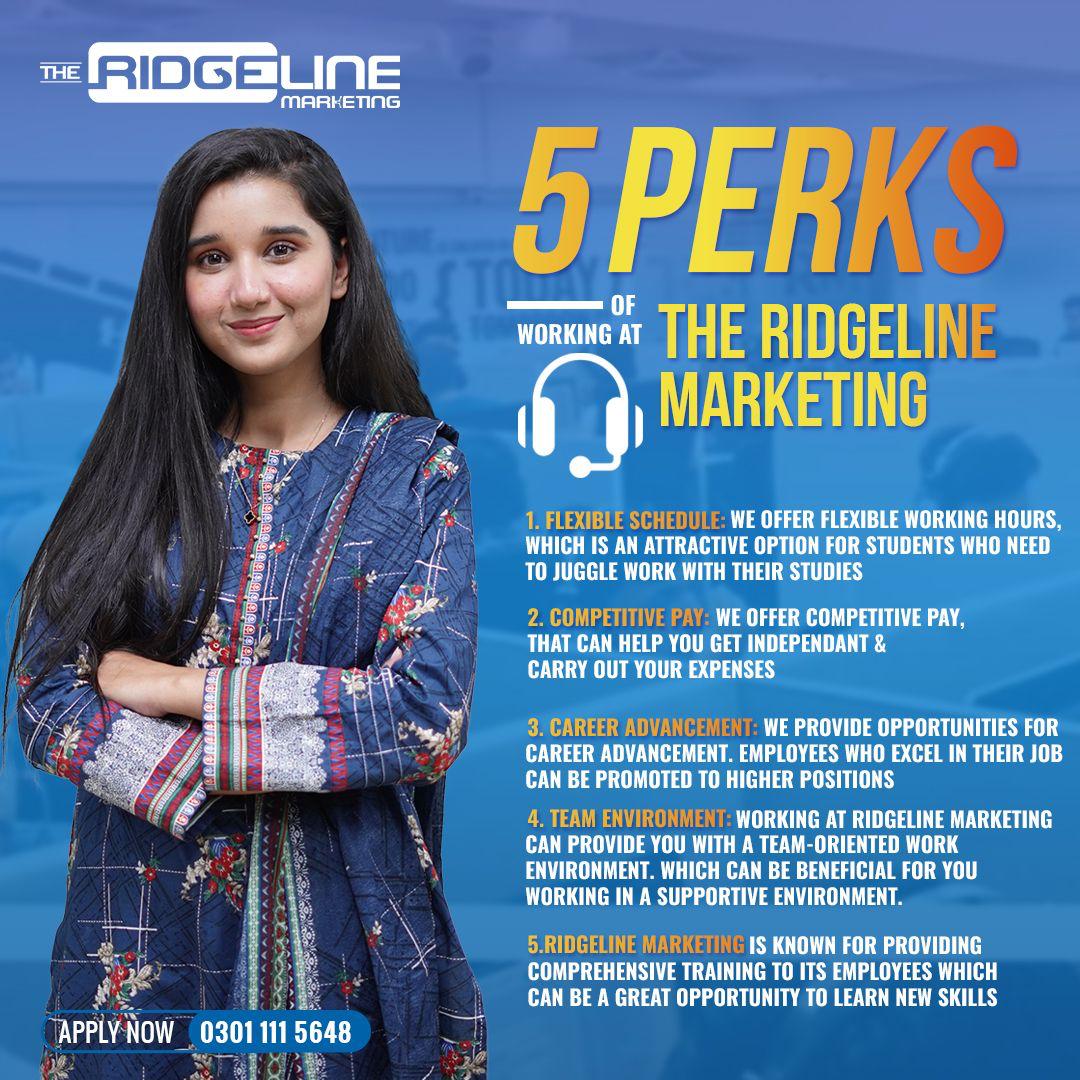 THE RIDGELINE
MARKETING
5 PERKS
OF
WORKING AT
THE RIDGELINE
MARKETING
1. FLEXIBLE SCHEDULE: WE OFFER FLEXIBLE WORKING HOURS,
WHICH IS AN ATTRACTIVE OPTION FOR STUDENTS WHO NEED
TO JUGGLE WORK WITH THEIR STUDIES
2. COMPETITIVE PAY: WE OFFER COMPETITIVE PAY,
THAT CAN HELP YOU GET INDEPENDANT &
CARRY OUT YOUR EXPENSES
3. CAREER ADVANCEMENT: WE PROVIDE OPPORTUNITIES FOR
CAREER ADVANCEMENT. EMPLOYEES WHO EXCEL IN THEIR JOB
CAN BE PROMOTED TO HIGHER POSITIONS
4. TEAM ENVIRONMENT: WORKING AT RIDGELINE MARKETING
CAN PROVIDE YOU WITH A TEAM-ORIENTED WORK
ENVIRONMENT. WHICH CAN BE BENEFICIAL FOR YOU
WORKING IN A SUPPORTIVE ENVIRONMENT.
5.RIDGELINE MARKETING IS KNOWN FOR PROVIDING
COMPREHENSIVE TRAINING TO ITS EMPLOYEES WHICH
CAN BE A GREAT OPPORTUNITY TO LEARN NEW SKILLS
APPLY NOW 0301 111 5648
TODAY